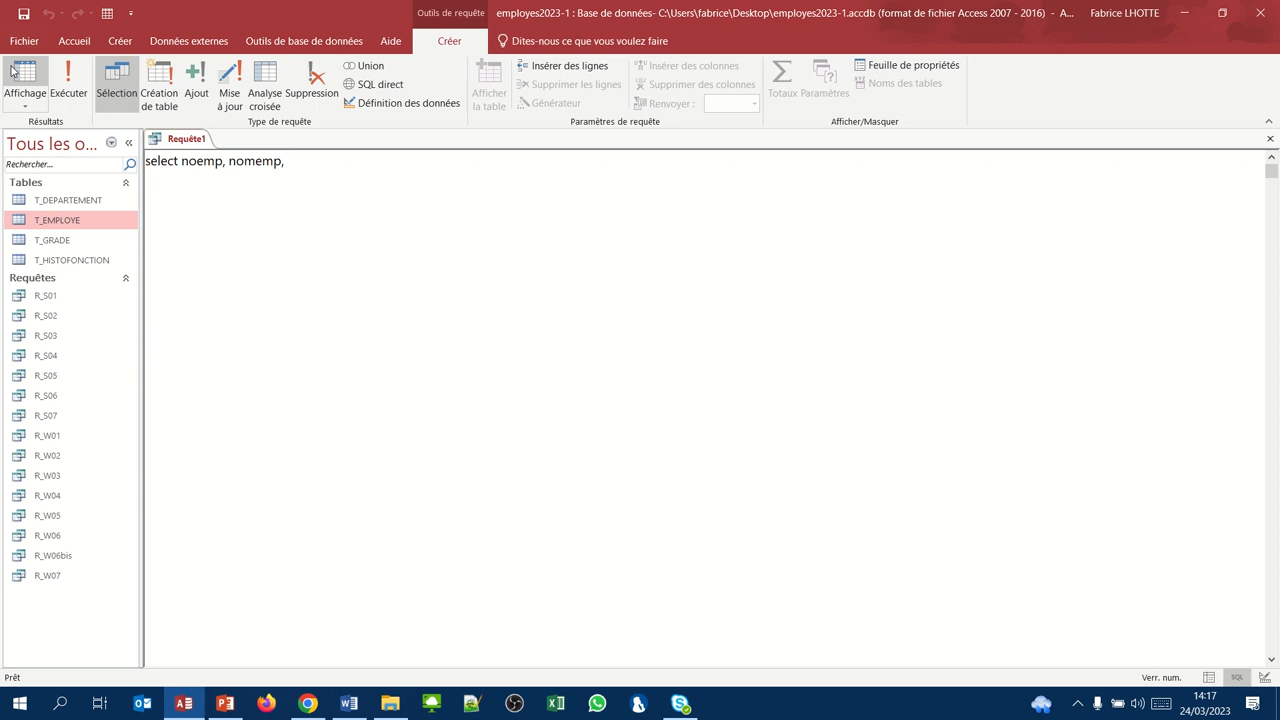 Outils de requête
employes2023-1 : Base de données- C:\Users\fabrice\Desktop\employes2023-1.accdb (format de fichier Access 2007 - 2016) - A...
Fabrice LHOTTE
Fichier
Accueil
Créer
Données externes
Outils de base de données
Aide
Créer
Dites-nous ce que vous voulez faire
Affichage
Exécuter
Résultats
Sélection
Création
de table
Ajout
Mise
à jour
Analyse
croisée
Suppression
Union
SQL direct
Définition des données
Type de requête
Afficher
la table
Insérer des lignes
Supprimer les lignes
Générateur
Insérer des colonnes
Supprimer des colonnes
Renvoyer :
Paramètres de requête
Totaux
Paramètres
Feuille de propriétés
Noms des tables
Afficher/Masquer
Tous les o...
Rechercher...
Tables
T_DEPARTEMENT
T_EMPLOYE
T_GRADE
T_HISTOFONCTION
Requêtes
R_S01
R_S02
R_S03
R_S04
R_S05
R_S06
R_S07
R_W01
R_W02
R_W03
R_W04
R_W05
R_W06
R_W06bis
R_W07
Requête1
select noemp, nomemp,
Prêt
Verr. num.
SQL
14:17
24/03/2023